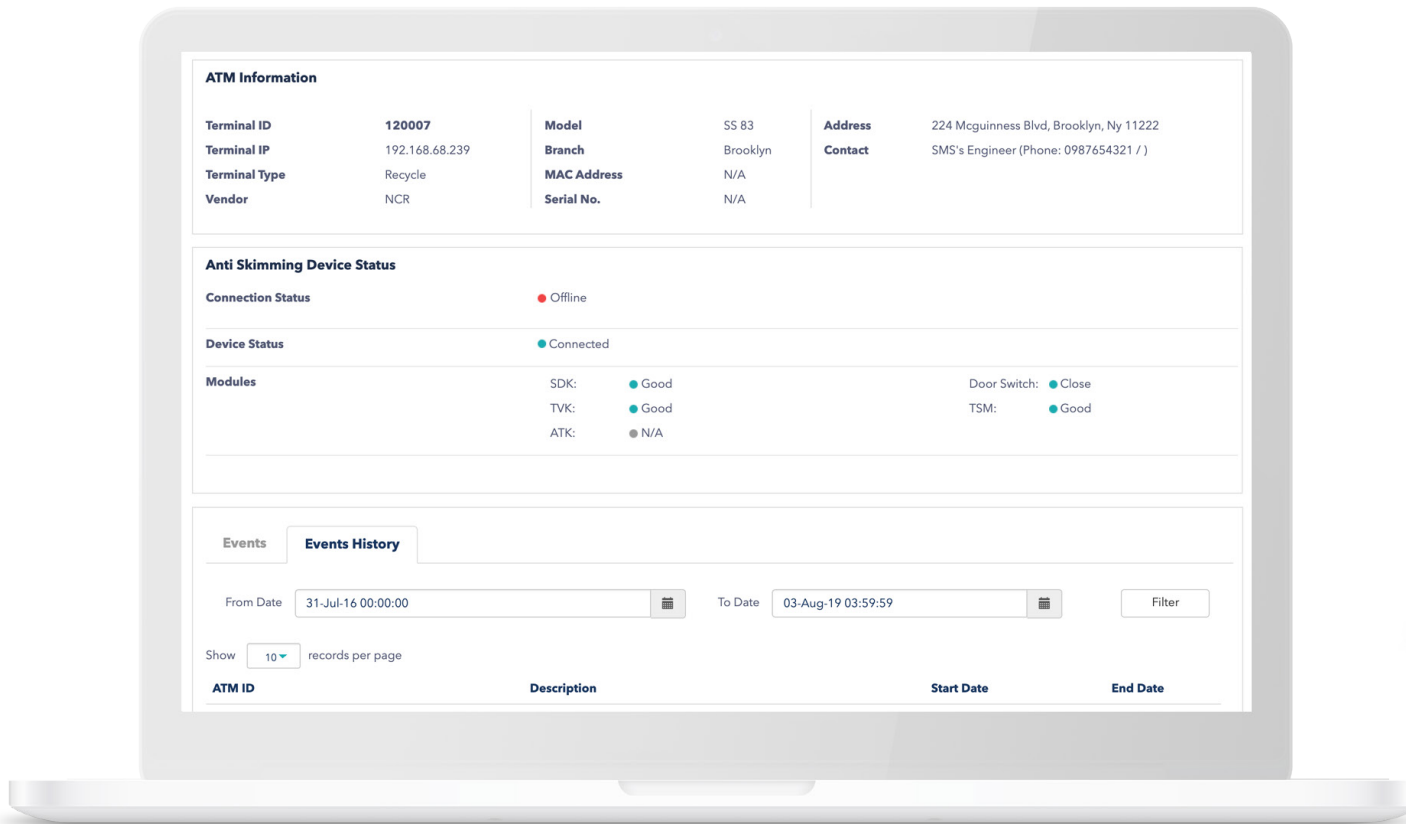 ATM Information
Terminal ID 120007 Model SS 83 Address 224 Mcguinness Blvd, Brooklyn, Ny 11222
Terminal IP 192.168.68.239 Branch Brooklyn Contact SMS's Engineer (Phone: 0987654321 / )
Terminal Type Recycle MAC Address N/A
Vendor NCR Serial No. N/A
Anti Skimming Device Status
Connection Status Offline
Device Status Connected
Modules SDK: Good Door Switch: Close
TVK: Good TSM: Good
ATK: N/A
Events Events History
From Date 31-Jul-16 00:00:00 To Date 03-Aug-19 03:59:59 Filter
Show 10 records per page
ATM ID Description Start Date End Date